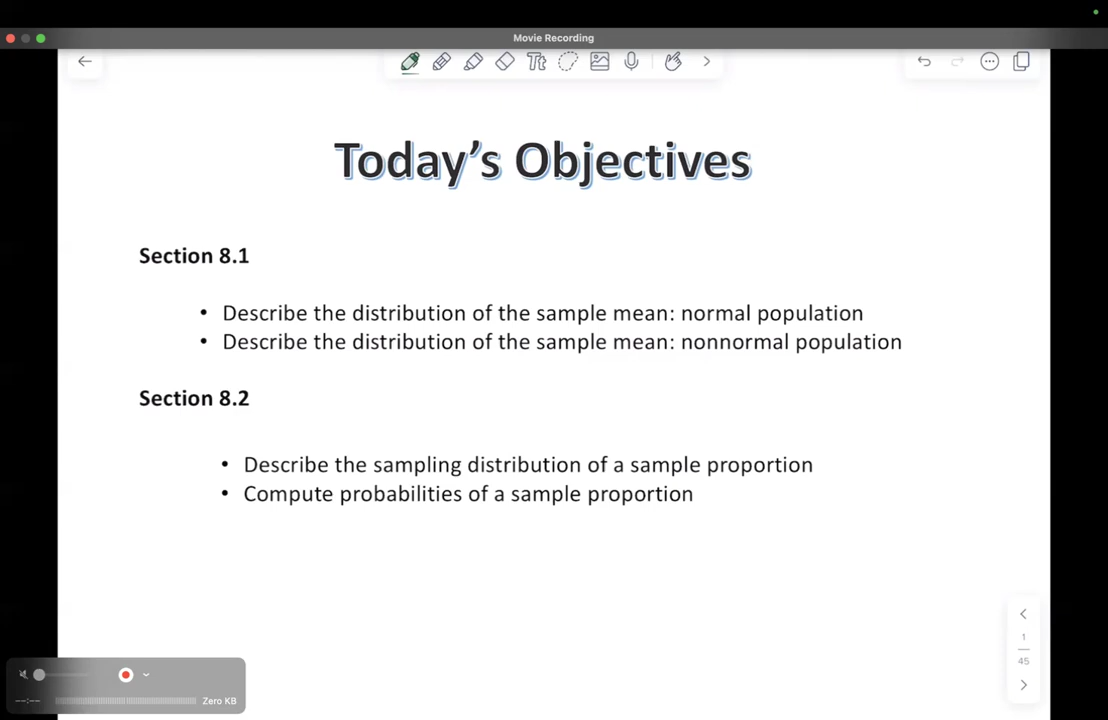 Movie Recording
Tt
Today's Objectives
Section 8.1
• Describe the distribution of the sample mean: normal population
• Describe the distribution of the sample mean: nonnormal population
Section 8.2
• Describe the sampling distribution of a sample proportion
• Compute probabilities of a sample proportion
1
45
--:--
Zero KB